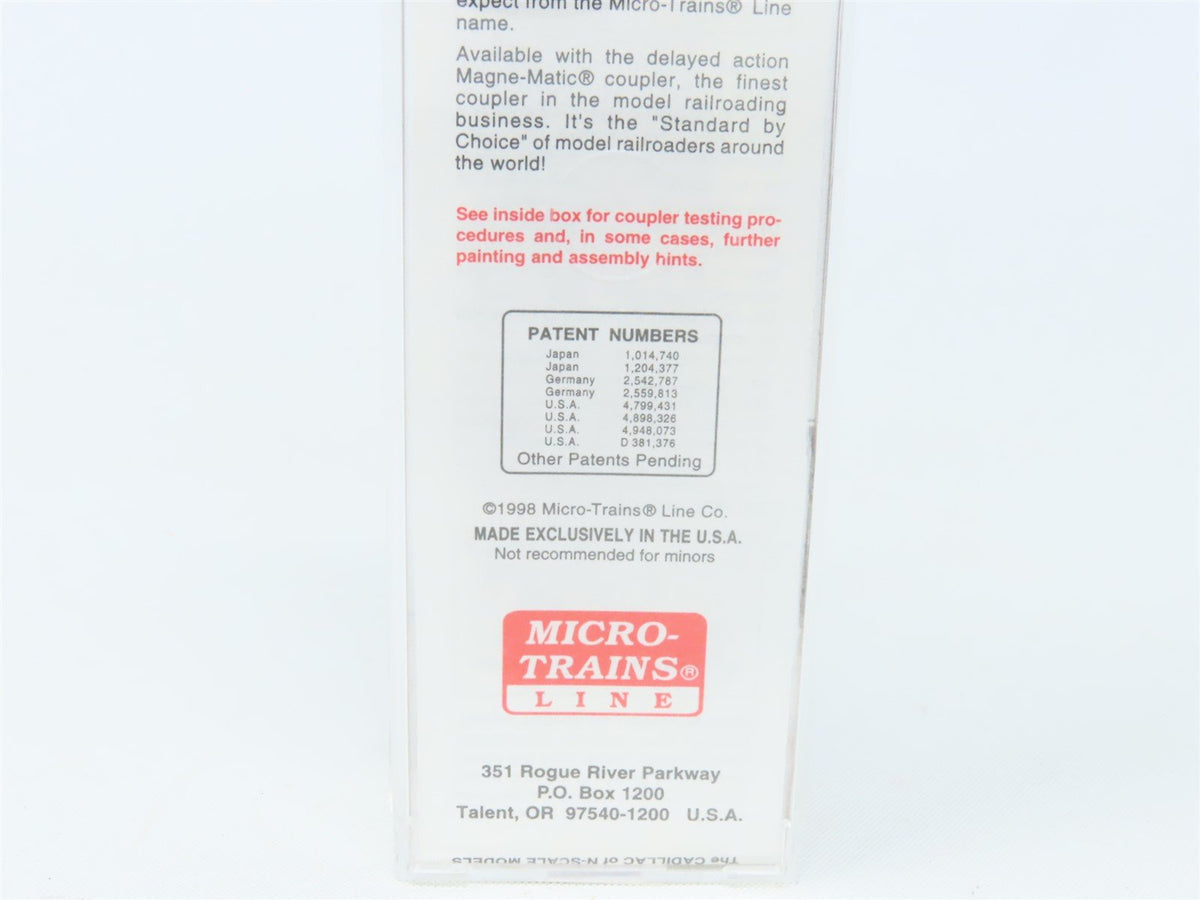 expect from the Micro-Trains® Line
name.
Available with the delayed action
Magne-Matic® coupler, the finest
coupler in the model railroading
business. It's the "Standard by
Choice" of model railroaders around
the world!
See inside box for coupler testing pro-
cedures and, in some cases, further
painting and assembly hints.
PATENT NUMBERS
Japan 1,014,740
Japan 1,204,377
Germany 2,542,787
Germany 2,559,813
U.S.A. 4,799,431
U.S.A. 4,898,326
U.S.A. 4,948,073
U.S.A. D 381,376
Other Patents Pending
©1998 Micro-Trains® Line Co.
MADE EXCLUSIVELY IN THE U.S.A.
Not recommended for minors
MICRO-
TRAINS®
LINE
351 Rogue River Parkway
P.O. Box 1200
Talent, OR 97540-1200 U.S.A.
The CADILLAC of N-SCALE MODELS